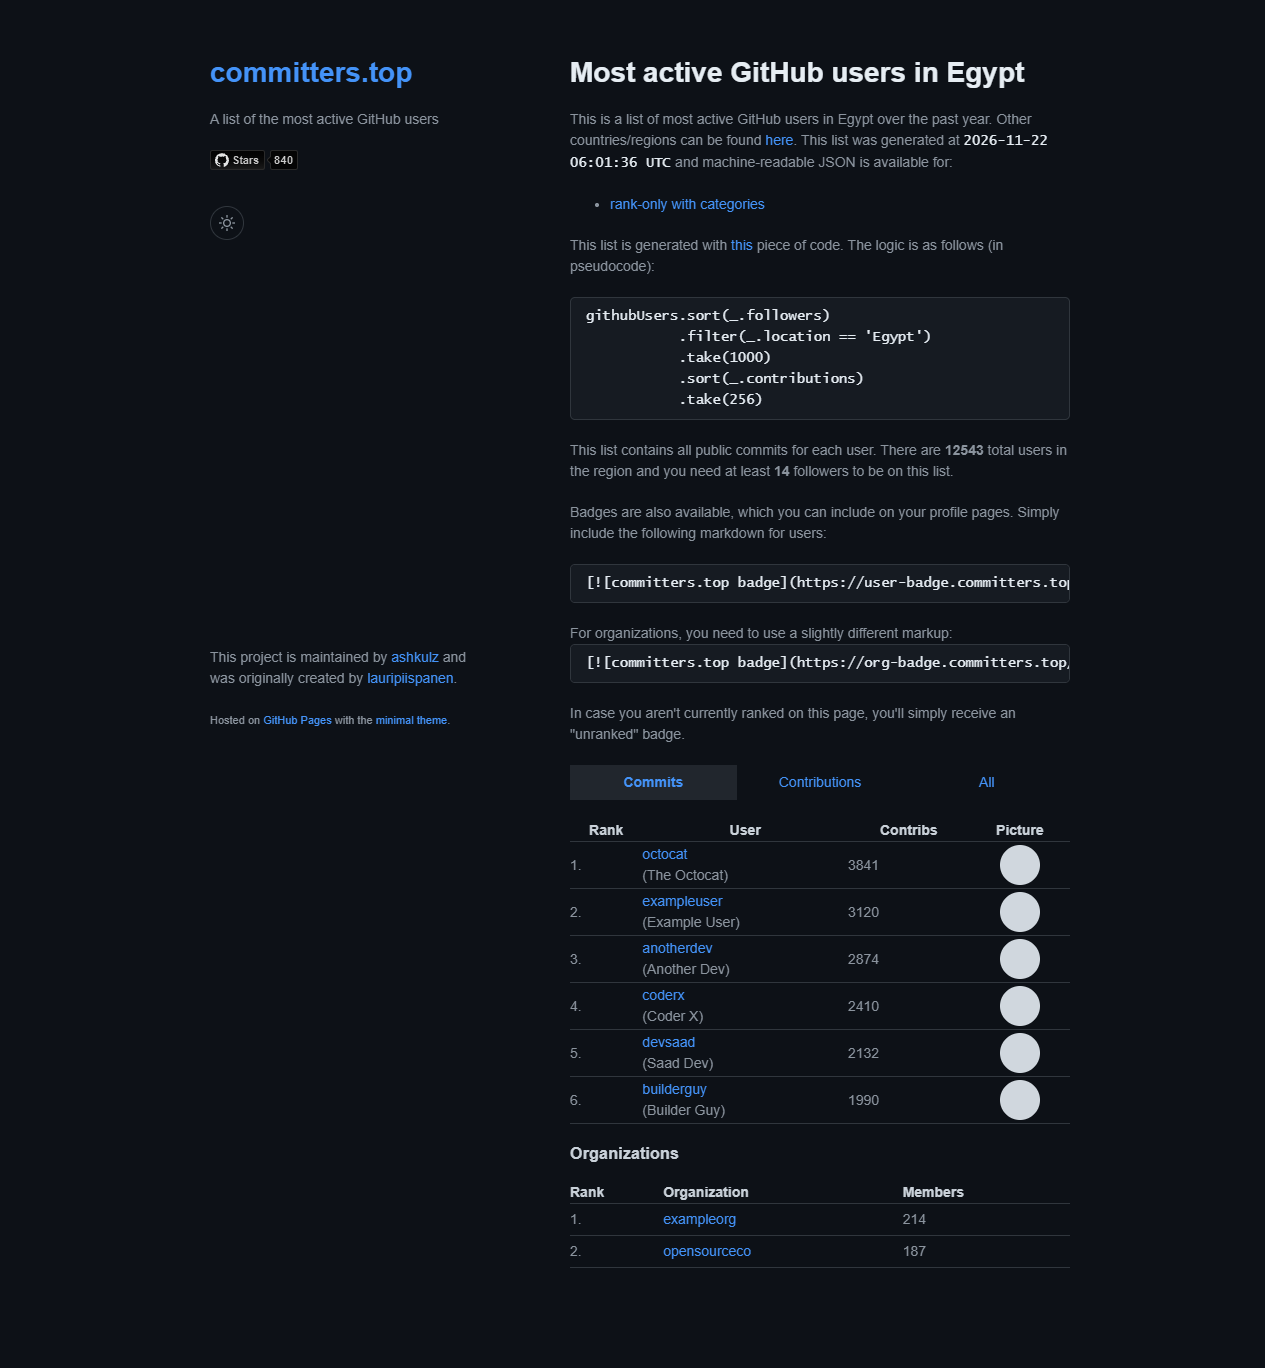 committers.top
A list of the most active GitHub users
Stars 840
This project is maintained by ashkulz and
was originally created by lauripiispanen.
Hosted on GitHub Pages with the minimal theme.
Most active GitHub users in Egypt
This is a list of most active GitHub users in Egypt over the past year. Other
countries/regions can be found here. This list was generated at 2026-11-22
06:01:36 UTC and machine-readable JSON is available for:
• rank-only with categories
This list is generated with this piece of code. The logic is as follows (in
pseudocode):
githubUsers.sort(_.followers)
.filter(_.location == 'Egypt')
.take(1000)
.sort(_.contributions)
.take(256)
This list contains all public commits for each user. There are 12543 total users in
the region and you need at least 14 followers to be on this list.
Badges are also available, which you can include on your profile pages. Simply
include the following markdown for users:
[![committers.top badge](https://user-badge.committers.top
For organizations, you need to use a slightly different markup:
[![committers.top badge](https://org-badge.committers.top/
In case you aren't currently ranked on this page, you'll simply receive an
"unranked" badge.
Commits Contributions All
Rank User Contribs Picture
1. octocat (The Octocat) 3841
2. exampleuser (Example User) 3120
3. anotherdev (Another Dev) 2874
4. coderx (Coder X) 2410
5. devsaad (Saad Dev) 2132
6. builderguy (Builder Guy) 1990
Organizations
Rank Organization Members
1. exampleorg 214
2. opensourceco 187